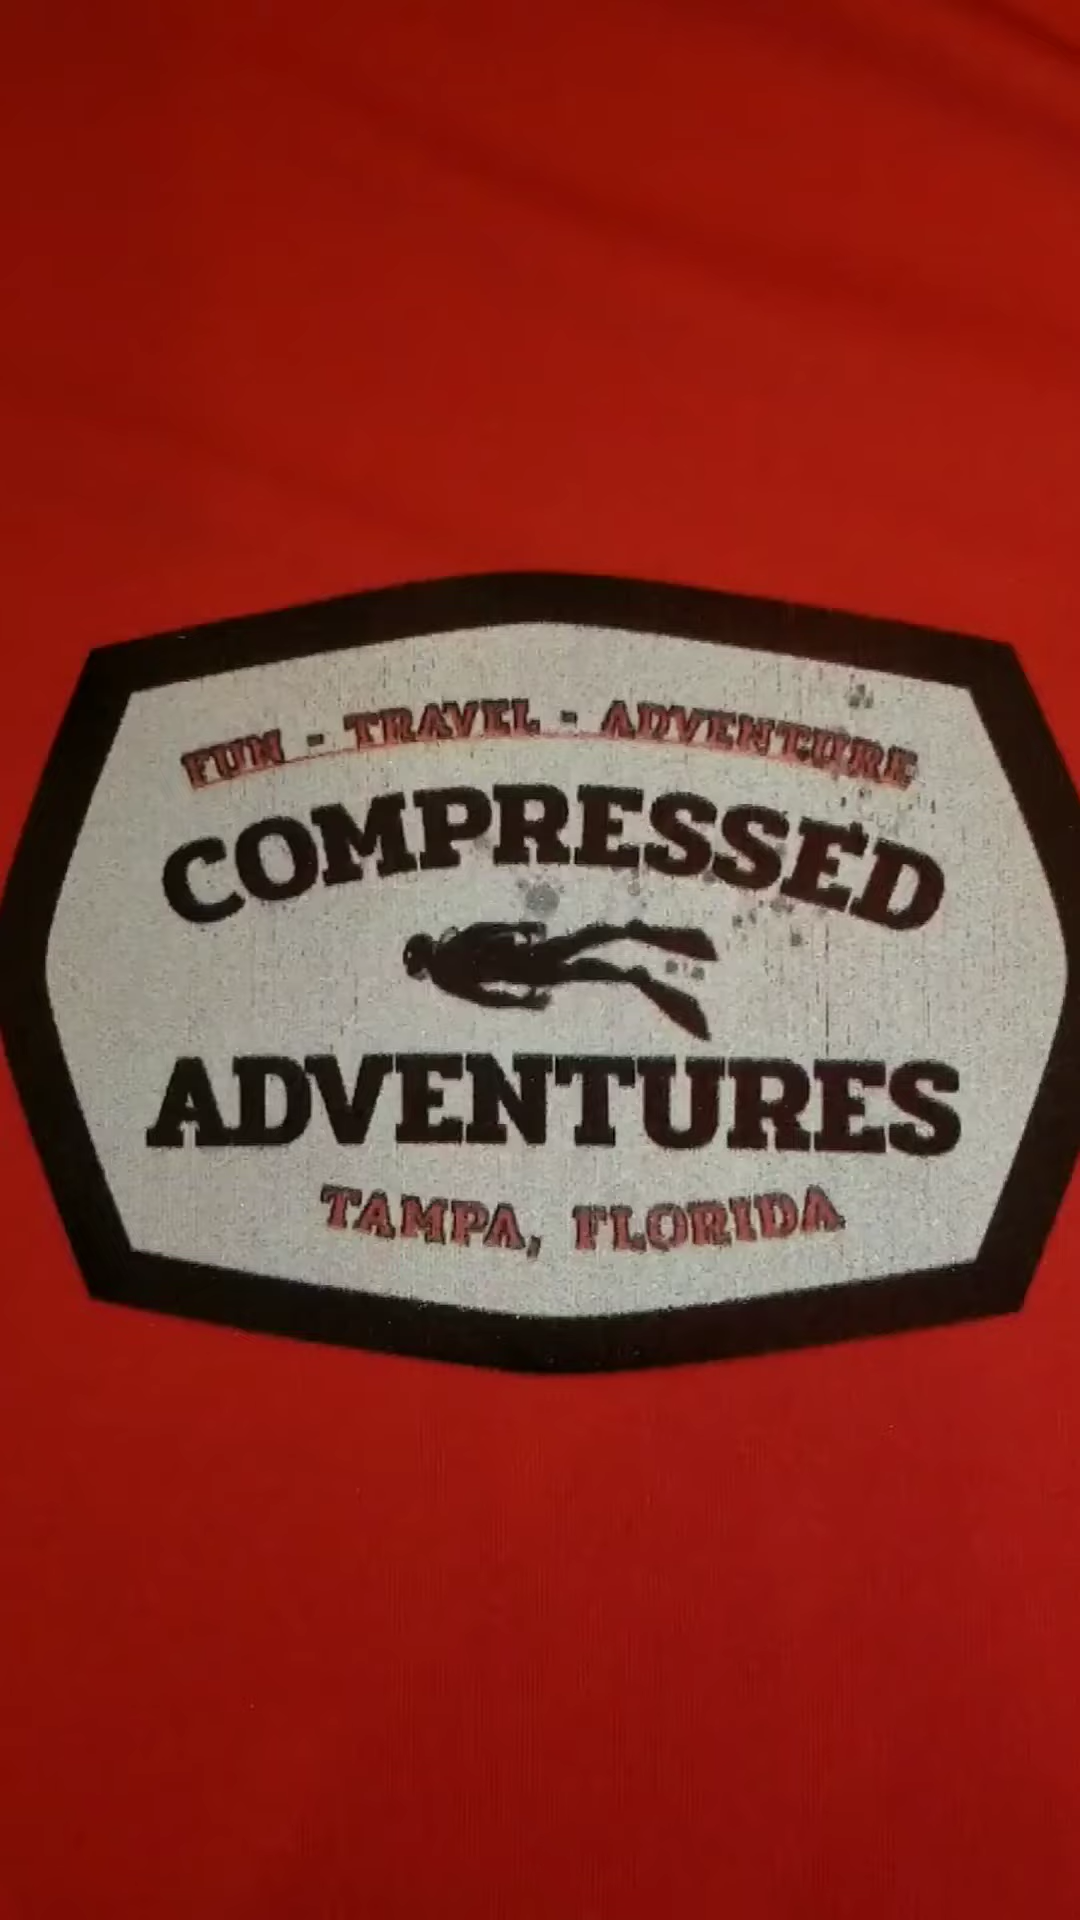 FUN - TRAVEL - ADVENTURE
COMPRESSED
ADVENTURES
TAMPA, FLORIDA